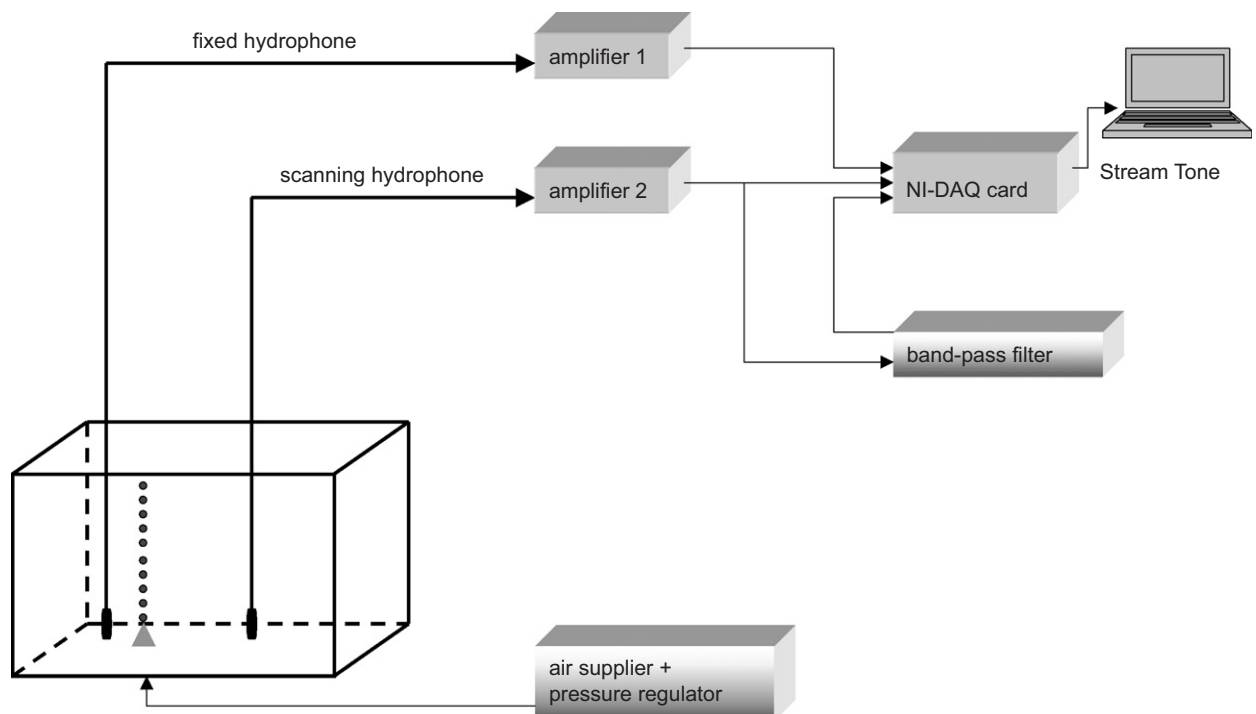 fixed hydrophone
amplifier 1
scanning hydrophone
amplifier 2
NI-DAQ card
Stream Tone
band-pass filter
air supplier +
pressure regulator